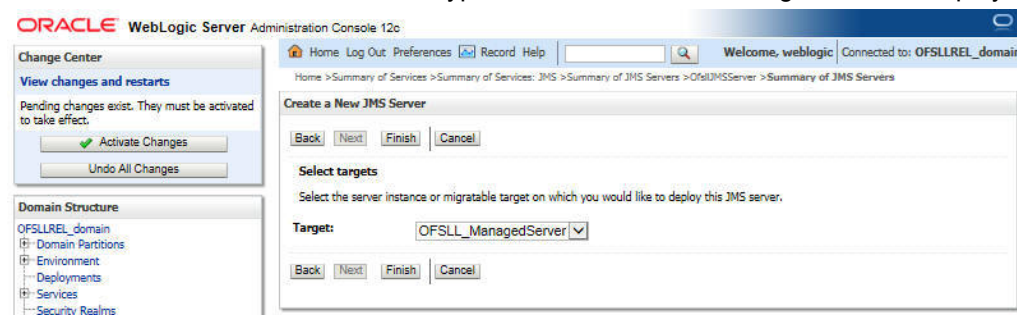 ORACLE WebLogic Server Administration Console 12c
Home Log Out Preferences Record Help
Welcome, weblogic Connected to: OFSLLREL_domain
Home >Summary of Services >Summary of Services: JMS >Summary of JMS Servers >OfsllJMSServer >Summary of JMS Servers
Change Center
View changes and restarts
Pending changes exist. They must be activated
to take effect.
Activate Changes
Undo All Changes
Domain Structure
OFSLLREL_domain
Domain Partitions
Environment
Deployments
Services
Security Realms
Create a New JMS Server
Back Next Finish Cancel
Select targets
Select the server instance or migratable target on which you would like to deploy this JMS server.
Target: OFSLL_ManagedServer
Back Next Finish Cancel